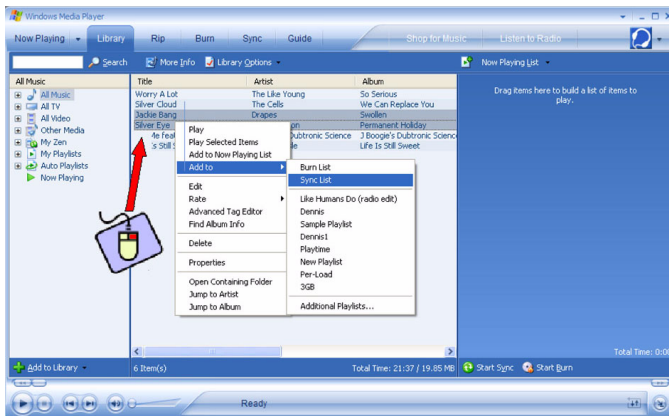 Windows Media Player
Now Playing Library Rip Burn Sync Guide Shop for Music Listen to Radio
Search More Info Library Options Now Playing List
All Music
All Music
All TV
All Video
Other Media
My Zen
My Playlists
Auto Playlists
Now Playing
Title Artist Album
Worry A Lot The Like Young So Serious
Silver Cloud The Cells We Can Replace You
Jackie Bang Drapes Swollen
Silver Eye on Permanent Holiday
Me Dubtronic Science J Boogie's Dubtronic Scienc
's Still Life Is Still Sweet
Play
Play Selected Items
Add to Now Playing List
Add to
Edit
Rate
Advanced Tag Editor
Find Album Info
Delete
Properties
Open Containing Folder
Jump to Artist
Jump to Album
Burn List
Sync List
Like Humans Do (radio edit)
Dennis
Sample Playlist
Dennis1
Playtime
New Playlist
Per-Load
3GB
Additional Playlists...
Drag items here to build a list of items to
play.
Total Time: 0:0
Add to Library 6 Item(s) Total Time: 21:37 / 19.85 MB Start Sync Start Burn
Ready